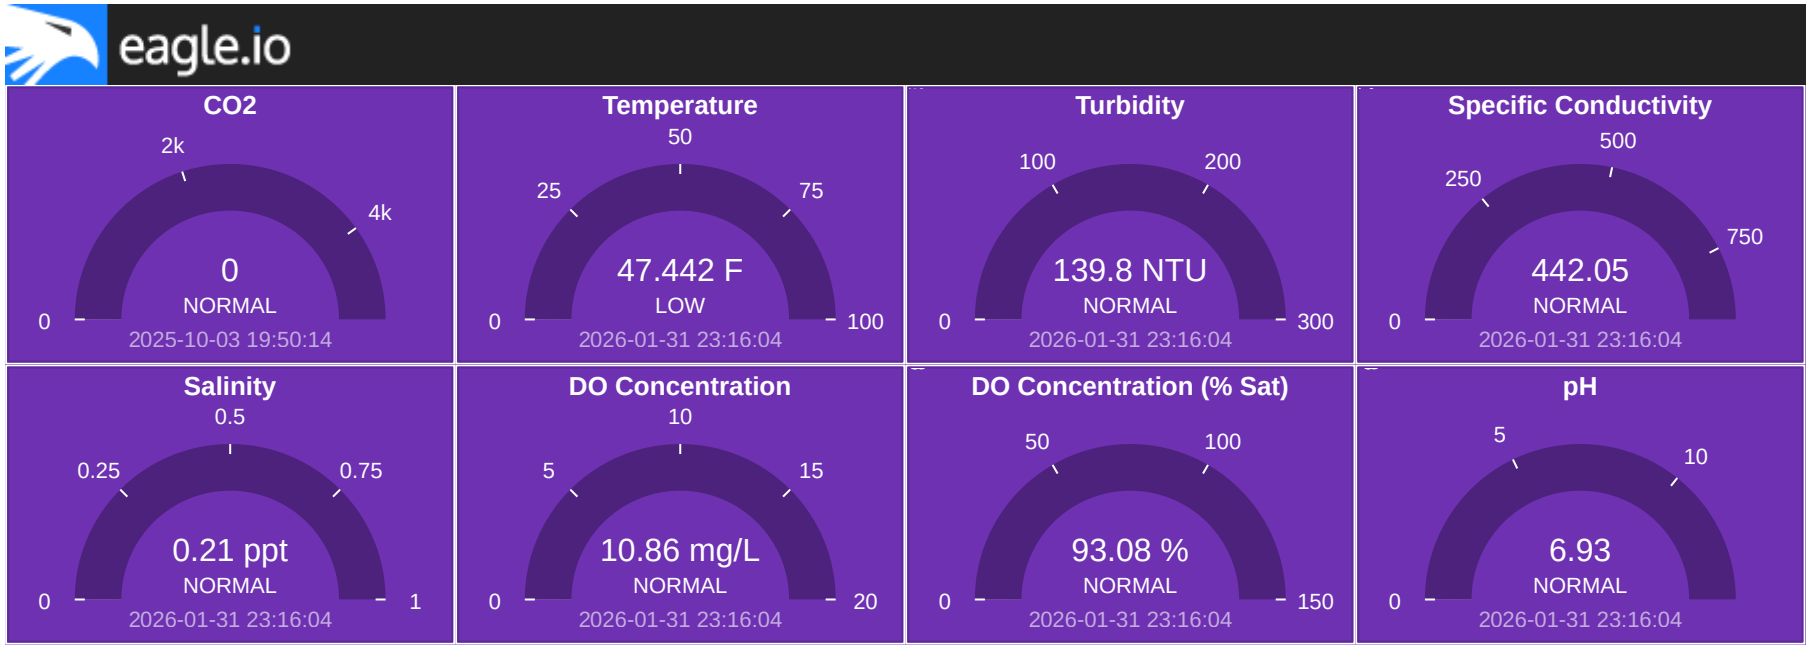 eagle.io
CO2
2k
4k
0
0
NORMAL
2025-10-03 19:50:14
Temperature
50
25
75
47.442 F
LOW
0
100
2026-01-31 23:16:04
Turbidity
100
200
139.8 NTU
NORMAL
0
300
2026-01-31 23:16:04
Specific Conductivity
500
250
750
442.05
NORMAL
0
2026-01-31 23:16:04
Salinity
0.5
0.25
0.75
0.21 ppt
NORMAL
0
1
2026-01-31 23:16:04
DO Concentration
10
5
15
10.86 mg/L
NORMAL
0
20
2026-01-31 23:16:04
DO Concentration (% Sat)
50
100
93.08 %
NORMAL
0
150
2026-01-31 23:16:04
pH
5
10
6.93
NORMAL
0
2026-01-31 23:16:04